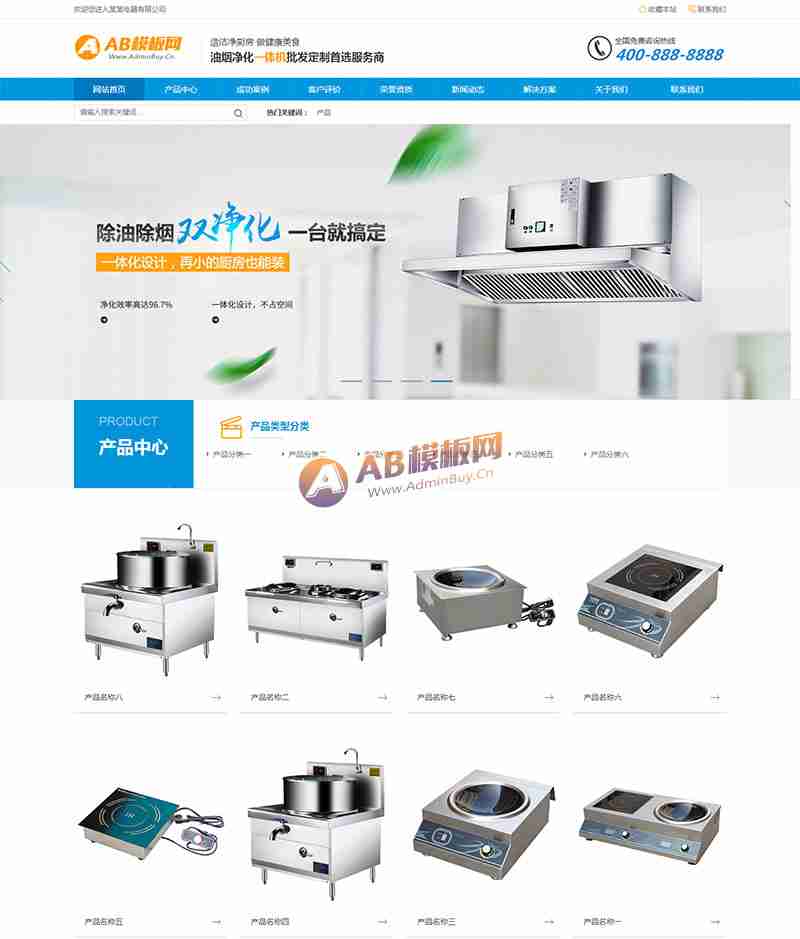 欢迎您进入某某电器有限公司
收藏本站 联系我们
AB模板网
www.AdminBuy.Cn
洁洁净厨房·做健康美食
油烟净化一体机批发定制首选服务商
全国免费咨询热线
400-888-8888
网站首页 产品中心 成功案例 客户评价 荣誉资质 新闻动态 解决方案 关于我们 联系我们
请输入搜索关键词... 热门关键词： 产品
除油除烟 双净化 一台就搞定
一体化设计，再小的厨房也能装
净化效率高达96.7% 一体化设计，不占空间
PRODUCT
产品中心
产品类型分类
产品分类一 产品分类二 产品分类五 产品分类六
AB模板网
www.AdminBuy.Cn
产品名称八 产品名称二 产品名称七 产品名称六
产品名称五 产品名称四 产品名称三 产品名称一